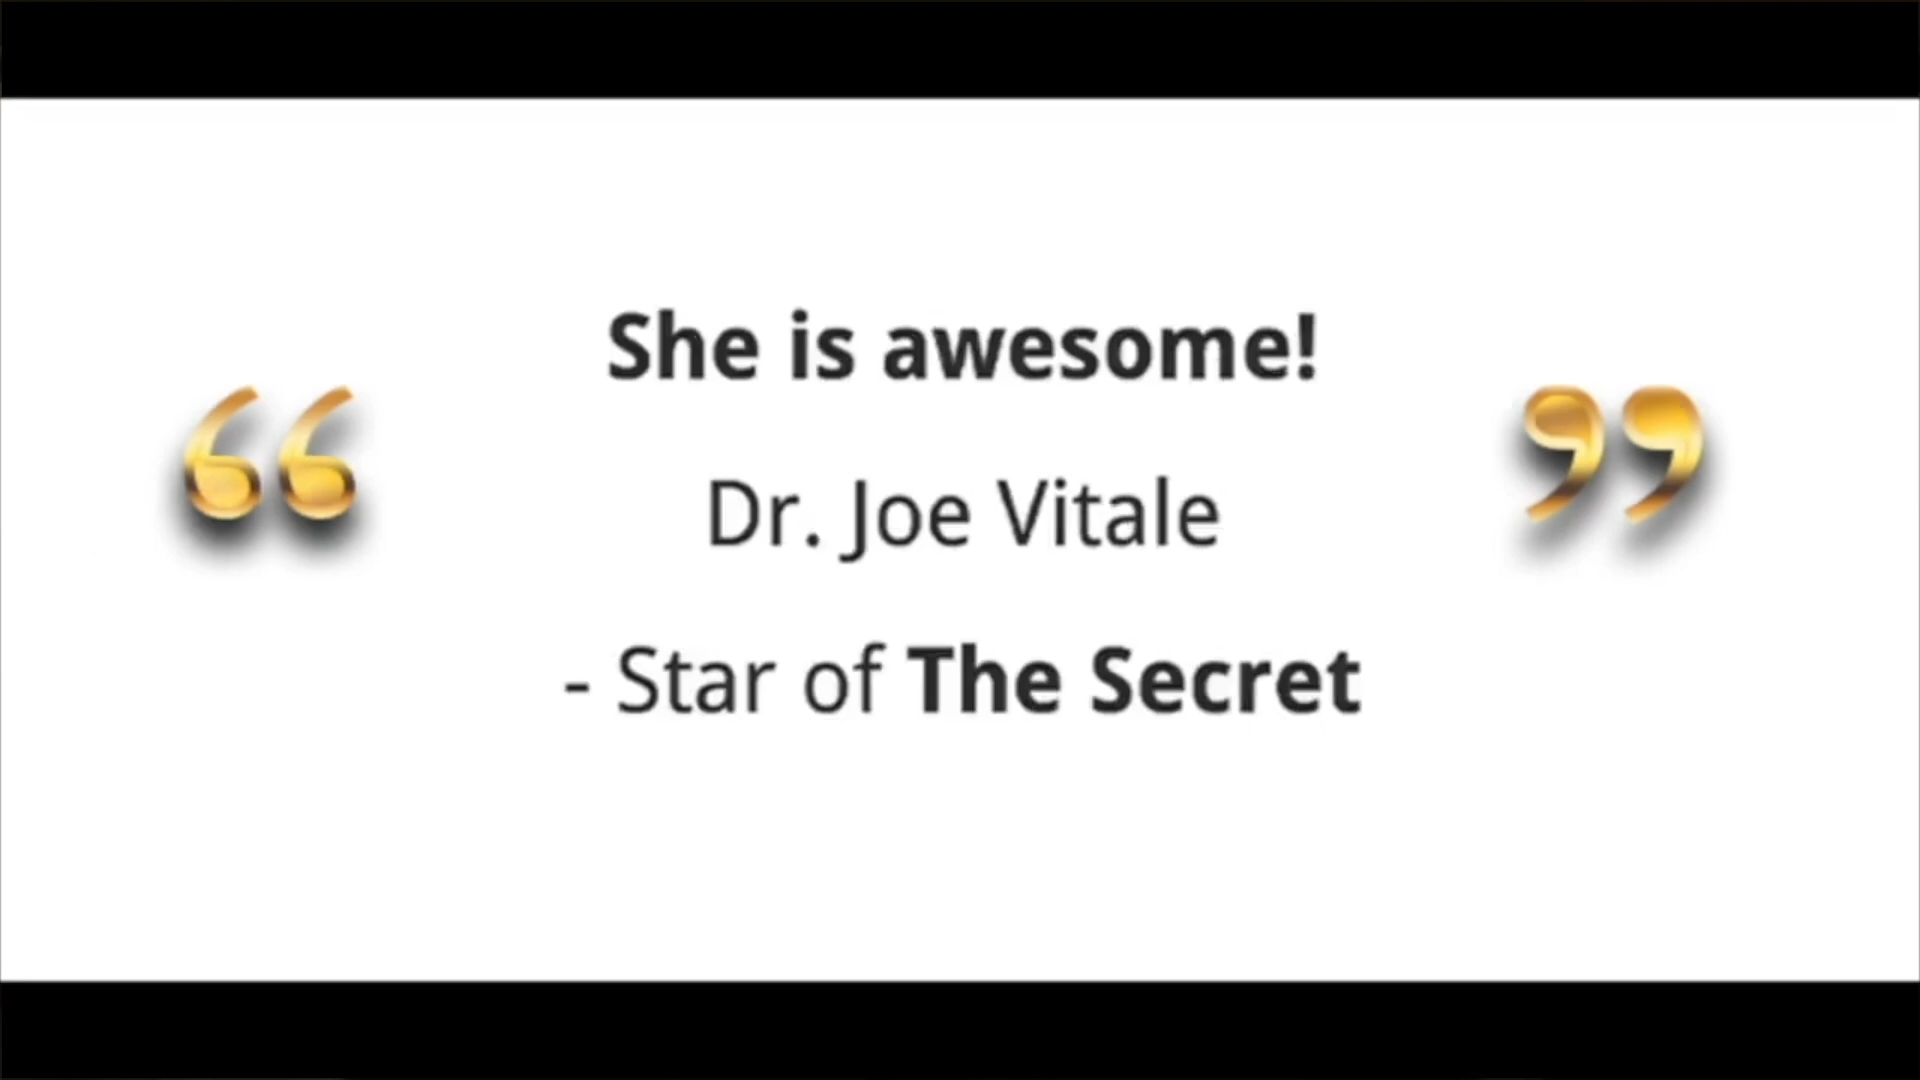 She is awesome!
“ Dr. Joe Vitale ”
- Star of The Secret